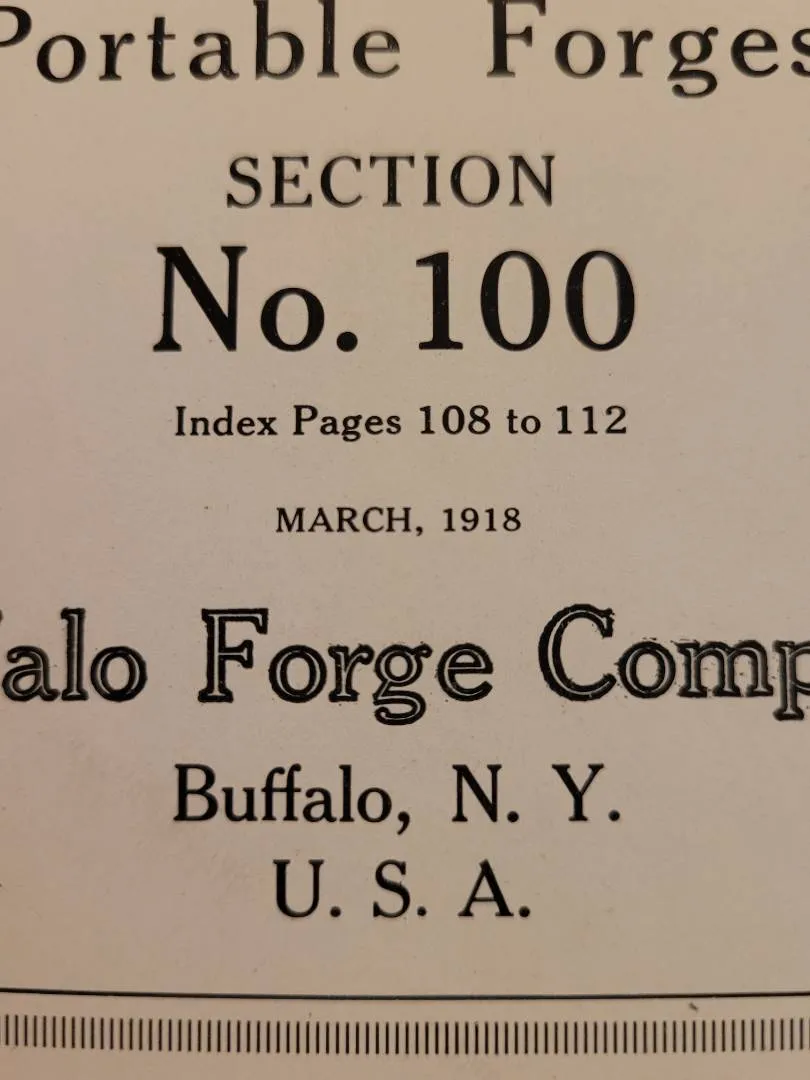 Portable Forges
SECTION
No. 100
Index Pages 108 to 112
MARCH, 1918
alo Forge Comp
Buffalo, N. Y.
U. S. A.